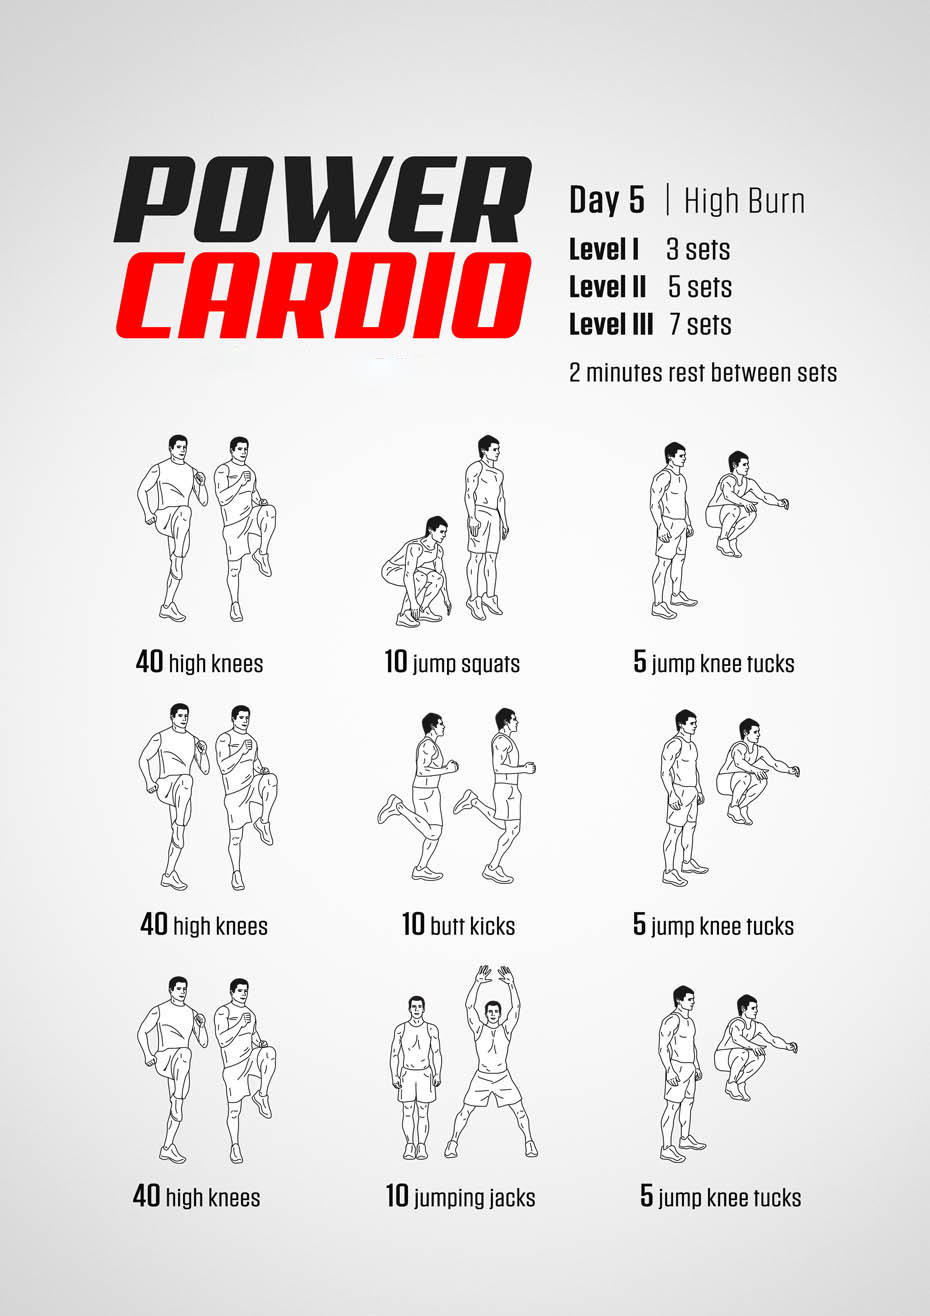 POWER
CARDIO
Day 5 | High Burn
Level I 3 sets
Level II 5 sets
Level III 7 sets
2 minutes rest between sets
40 high knees
10 jump squats
5 jump knee tucks
40 high knees
10 butt kicks
5 jump knee tucks
40 high knees
10 jumping jacks
5 jump knee tucks